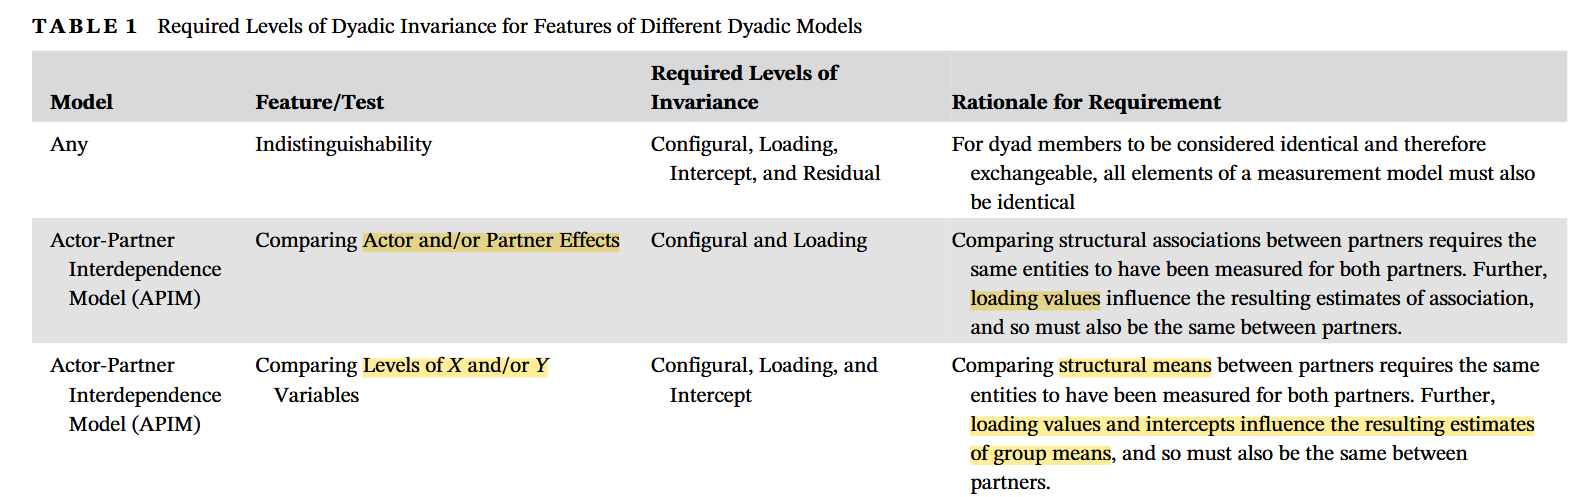 TABLE 1 Required Levels of Dyadic Invariance for Features of Different Dyadic Models
Model
Feature/Test
Required Levels of
Invariance
Rationale for Requirement
Any
Indistinguishability
Configural, Loading,
Intercept, and Residual
For dyad members to be considered identical and therefore
exchangeable, all elements of a measurement model must also
be identical
Actor-Partner
Interdependence
Model (APIM)
Comparing Actor and/or Partner Effects
Configural and Loading
Comparing structural associations between partners requires the
same entities to have been measured for both partners. Further,
loading values influence the resulting estimates of association,
and so must also be the same between partners.
Actor-Partner
Interdependence
Model (APIM)
Comparing Levels of X and/or Y
Variables
Configural, Loading, and
Intercept
Comparing structural means between partners requires the same
entities to have been measured for both partners. Further,
loading values and intercepts influence the resulting estimates
of group means, and so must also be the same between
partners.